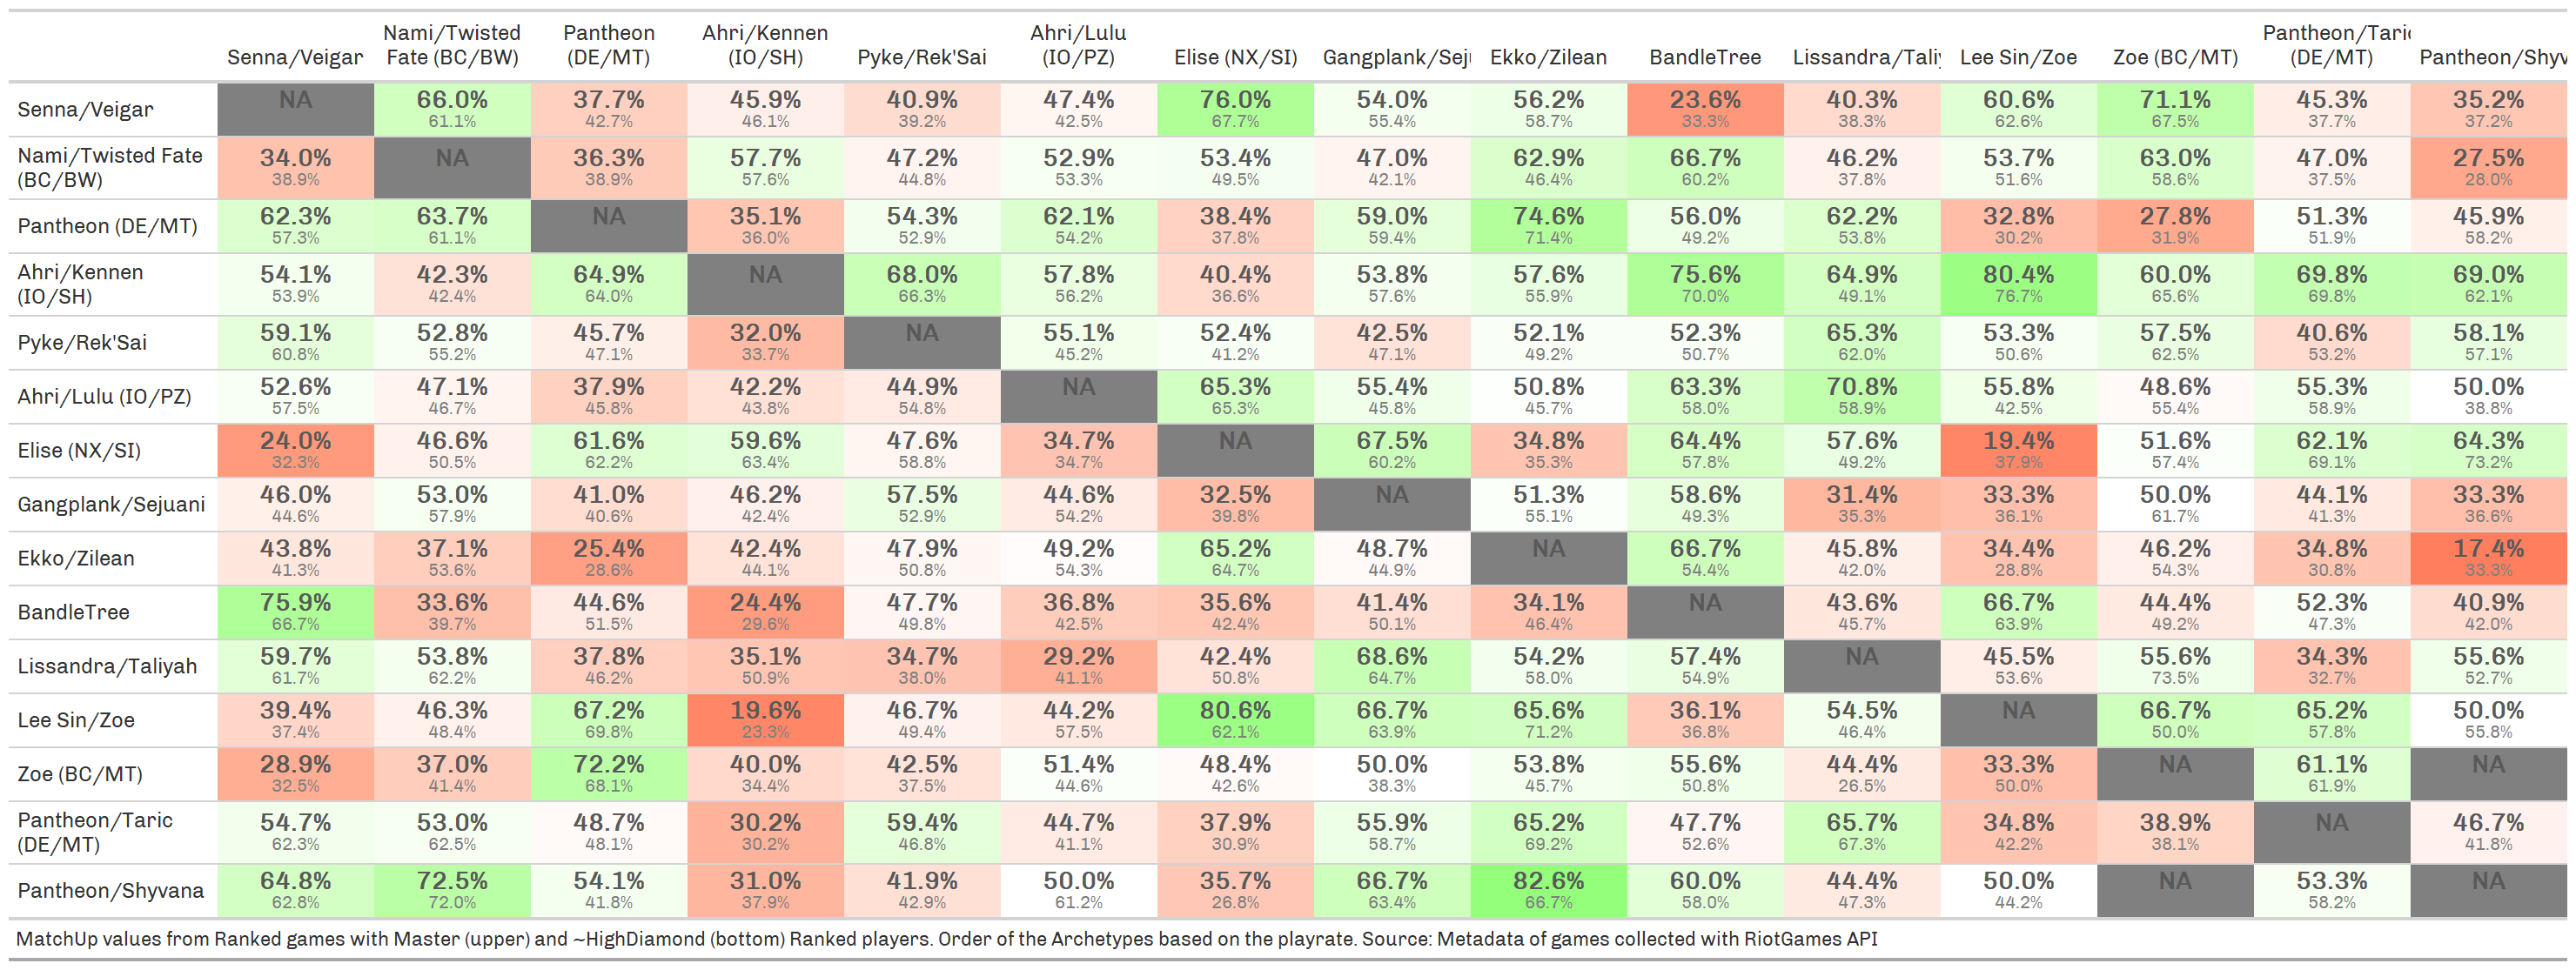 Senna/Veigar Nami/Twisted Fate (BC/BW) Pantheon (DE/MT) Ahri/Kennen (IO/SH) Pyke/Rek'Sai Ahri/Lulu (IO/PZ) Elise (NX/SI) Gangplank/Sej Ekko/Zilean BandleTree Lissandra/Taliy Lee Sin/Zoe Zoe (BC/MT) Pantheon/Taric (DE/MT) Pantheon/Shyv
Senna/Veigar NA 66.0% 37.7% 45.9% 40.9% 47.4% 76.0% 54.0% 56.2% 23.6% 40.3% 60.6% 71.1% 45.3% 35.2%
61.1% 42.7% 46.1% 39.2% 42.5% 67.7% 55.4% 58.7% 33.3% 38.3% 62.6% 67.5% 37.7% 37.2%
Nami/Twisted Fate (BC/BW) 34.0% NA 36.3% 57.7% 47.2% 52.9% 53.4% 47.0% 62.9% 66.7% 46.2% 53.7% 63.0% 47.0% 27.5%
38.9% 38.9% 57.6% 44.8% 53.3% 49.5% 42.1% 46.4% 60.2% 37.8% 51.6% 58.6% 37.5% 28.0%
Pantheon (DE/MT) 62.3% 63.7% NA 35.1% 54.3% 62.1% 38.4% 59.0% 74.6% 56.0% 62.2% 32.8% 27.8% 51.3% 45.9%
57.3% 61.1% 36.0% 52.9% 54.2% 37.8% 59.4% 71.4% 49.2% 53.8% 30.2% 31.9% 51.9% 58.2%
Ahri/Kennen (IO/SH) 54.1% 42.3% 64.9% NA 68.0% 57.8% 40.4% 53.8% 57.6% 75.6% 64.9% 80.4% 60.0% 69.8% 69.0%
53.9% 42.4% 64.0% 66.3% 56.2% 36.6% 57.6% 55.9% 70.0% 49.1% 76.7% 65.6% 69.8% 62.1%
Pyke/Rek'Sai 59.1% 52.8% 45.7% 32.0% NA 55.1% 52.4% 42.5% 52.1% 52.3% 65.3% 53.3% 57.5% 40.6% 58.1%
60.8% 55.2% 47.1% 33.7% 45.2% 41.2% 47.1% 49.2% 50.7% 62.0% 50.6% 62.5% 53.2% 57.1%
Ahri/Lulu (IO/PZ) 52.6% 47.1% 37.9% 42.2% 44.9% NA 65.3% 55.4% 50.8% 63.3% 70.8% 55.8% 48.6% 55.3% 50.0%
57.5% 46.7% 45.8% 43.8% 54.8% 65.3% 45.8% 45.7% 58.0% 58.9% 42.5% 55.4% 58.9% 38.8%
Elise (NX/SI) 24.0% 46.6% 61.6% 59.6% 47.6% 34.7% NA 67.5% 34.8% 64.4% 57.6% 19.4% 51.6% 62.1% 64.3%
32.3% 50.5% 62.2% 63.4% 58.8% 34.7% 60.2% 35.3% 57.8% 49.2% 37.9% 57.4% 69.1% 73.2%
Gangplank/Sejuani 46.0% 53.0% 41.0% 46.2% 57.5% 44.6% 32.5% NA 51.3% 58.6% 31.4% 33.3% 50.0% 44.1% 33.3%
44.6% 57.9% 40.6% 42.4% 52.9% 54.2% 39.8% 55.1% 49.3% 35.3% 36.1% 61.7% 41.3% 36.6%
Ekko/Zilean 43.8% 37.1% 25.4% 42.4% 47.9% 49.2% 65.2% 48.7% NA 66.7% 45.8% 34.4% 46.2% 34.8% 17.4%
41.3% 53.6% 28.6% 44.1% 50.8% 54.3% 64.7% 44.9% 54.4% 42.0% 28.8% 54.3% 30.8% 33.3%
BandleTree 75.9% 33.6% 44.6% 24.4% 47.7% 36.8% 35.6% 41.4% 34.1% NA 43.6% 66.7% 44.4% 52.3% 40.9%
66.7% 39.7% 51.5% 29.6% 49.8% 42.5% 42.4% 50.1% 46.4% 45.7% 63.9% 49.2% 47.3% 42.0%
Lissandra/Taliyah 59.7% 53.8% 37.8% 35.1% 34.7% 29.2% 42.4% 68.6% 54.2% 57.4% NA 45.5% 55.6% 34.3% 55.6%
61.7% 62.2% 46.2% 50.9% 38.0% 41.1% 50.8% 64.7% 58.0% 54.9% 53.6% 73.5% 32.7% 52.7%
Lee Sin/Zoe 39.4% 46.3% 67.2% 19.6% 46.7% 44.2% 80.6% 66.7% 65.6% 36.1% 54.5% NA 66.7% 65.2% 50.0%
37.4% 48.4% 69.8% 23.3% 49.4% 57.5% 62.1% 63.9% 71.2% 36.8% 46.4% 50.0% 57.8% 55.8%
Zoe (BC/MT) 28.9% 37.0% 72.2% 40.0% 42.5% 51.4% 48.4% 50.0% 53.8% 55.6% 44.4% 33.3% NA 61.1% NA
32.5% 41.4% 68.1% 34.4% 37.5% 44.6% 42.6% 38.3% 45.7% 50.8% 26.5% 50.0% 61.9%
Pantheon/Taric (DE/MT) 54.7% 53.0% 48.7% 30.2% 59.4% 44.7% 37.9% 55.9% 65.2% 47.7% 65.7% 34.8% 38.9% NA 46.7%
62.3% 62.5% 48.1% 30.2% 46.8% 41.1% 30.9% 58.7% 69.2% 52.6% 67.3% 42.2% 38.1% 41.8%
Pantheon/Shyvana 64.8% 72.5% 54.1% 31.0% 41.9% 50.0% 35.7% 66.7% 82.6% 60.0% 44.4% 50.0% NA 53.3% NA
62.8% 72.0% 41.8% 37.9% 42.9% 61.2% 26.8% 63.4% 66.7% 58.0% 47.3% 44.2% 58.2%
MatchUp values from Ranked games with Master (upper) and ~HighDiamond (bottom) Ranked players. Order of the Archetypes based on the playrate. Source: Metadata of games collected with RiotGames API